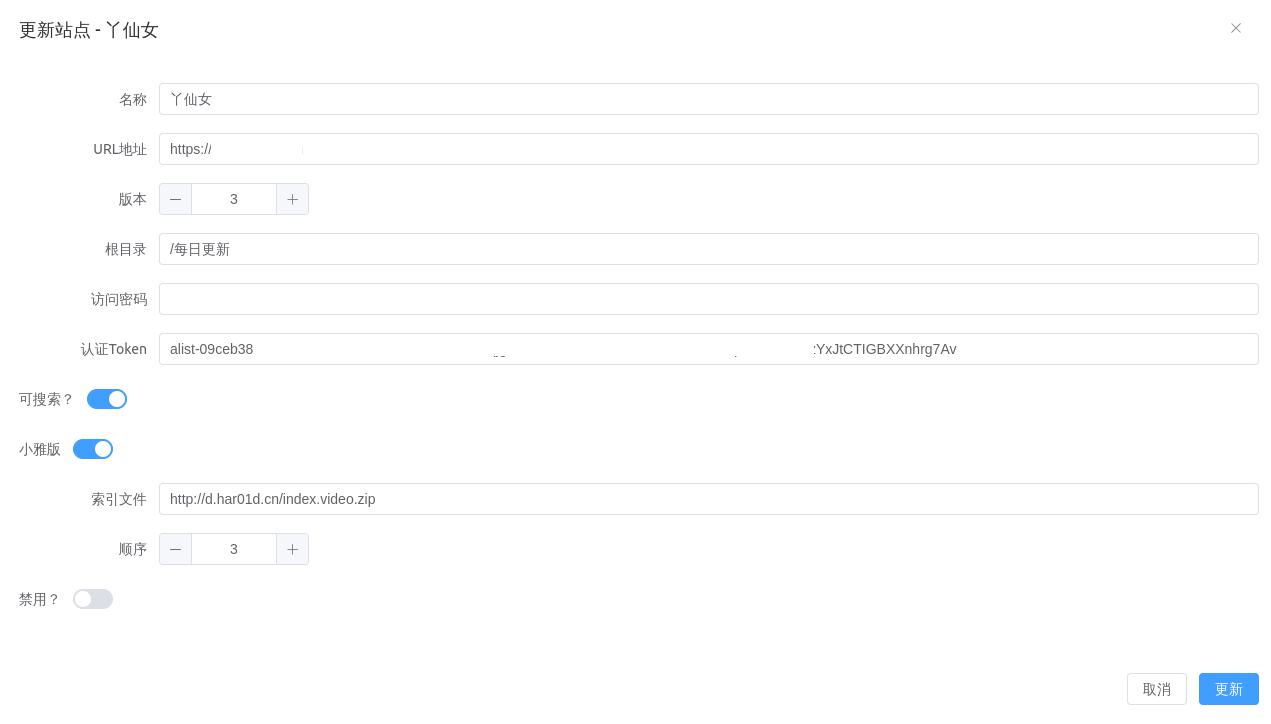 更新站点 - 丫仙女
名称 丫仙女
URL地址 https://
版本 3
根目录 /每日更新
访问密码
认证Token alist-09ceb38 YxJtCTIGBXXnhrg7Av
可搜索？
小雅版
索引文件 http://d.har01d.cn/index.video.zip
顺序 3
禁用？
取消 更新